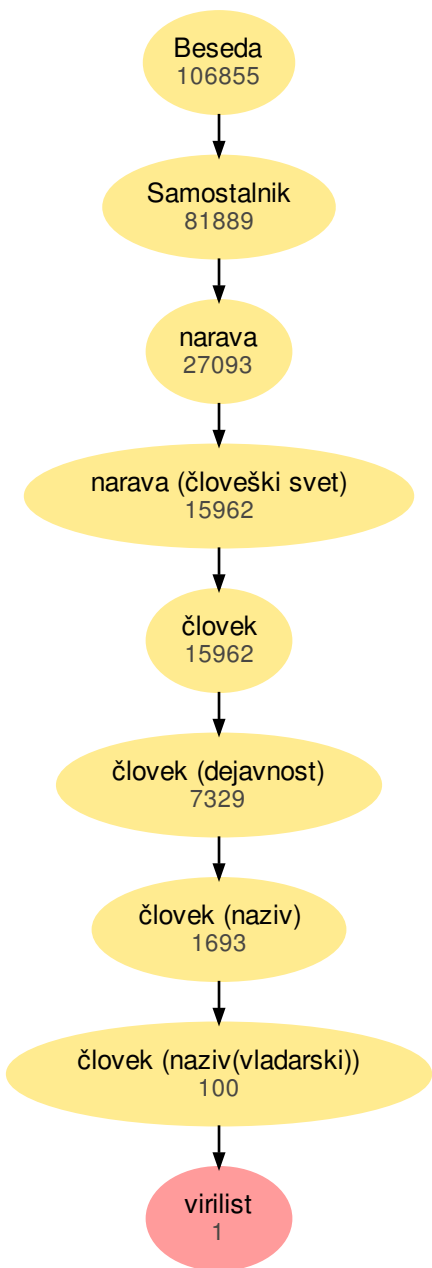 Beseda
106855
Samostalnik
81889
narava
27093
narava (človeški svet)
15962
človek
15962
človek (dejavnost)
7329
človek (naziv)
1693
človek (naziv(vladarski))
100
virilist
1